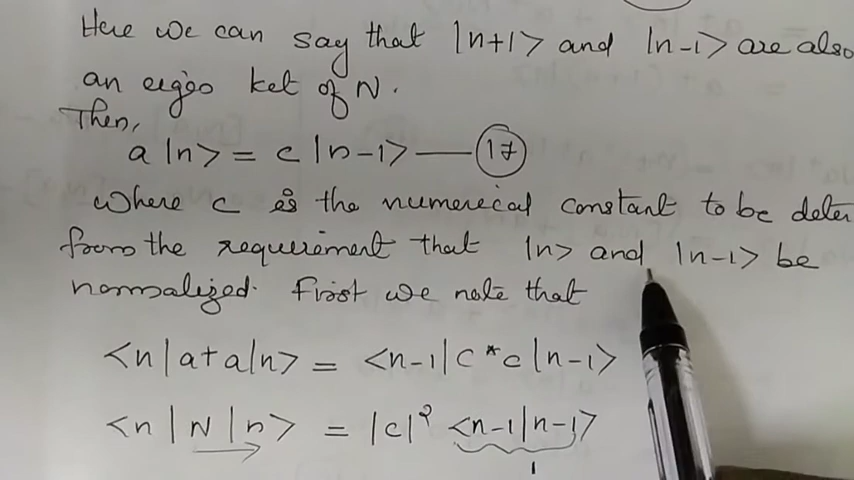 Here we can say that |n+1> and |n-1> are also
an eigen ket of N.
Then,
a|n> = c|n-1> — (17)
where c is the numerical constant to be deter
from the requirement that |n> and |n-1> be
normalized. First we note that
<n|a+a|n> = <n-1|c*c|n-1>
<n|N|n> = |c|² <n-1|n-1>
1